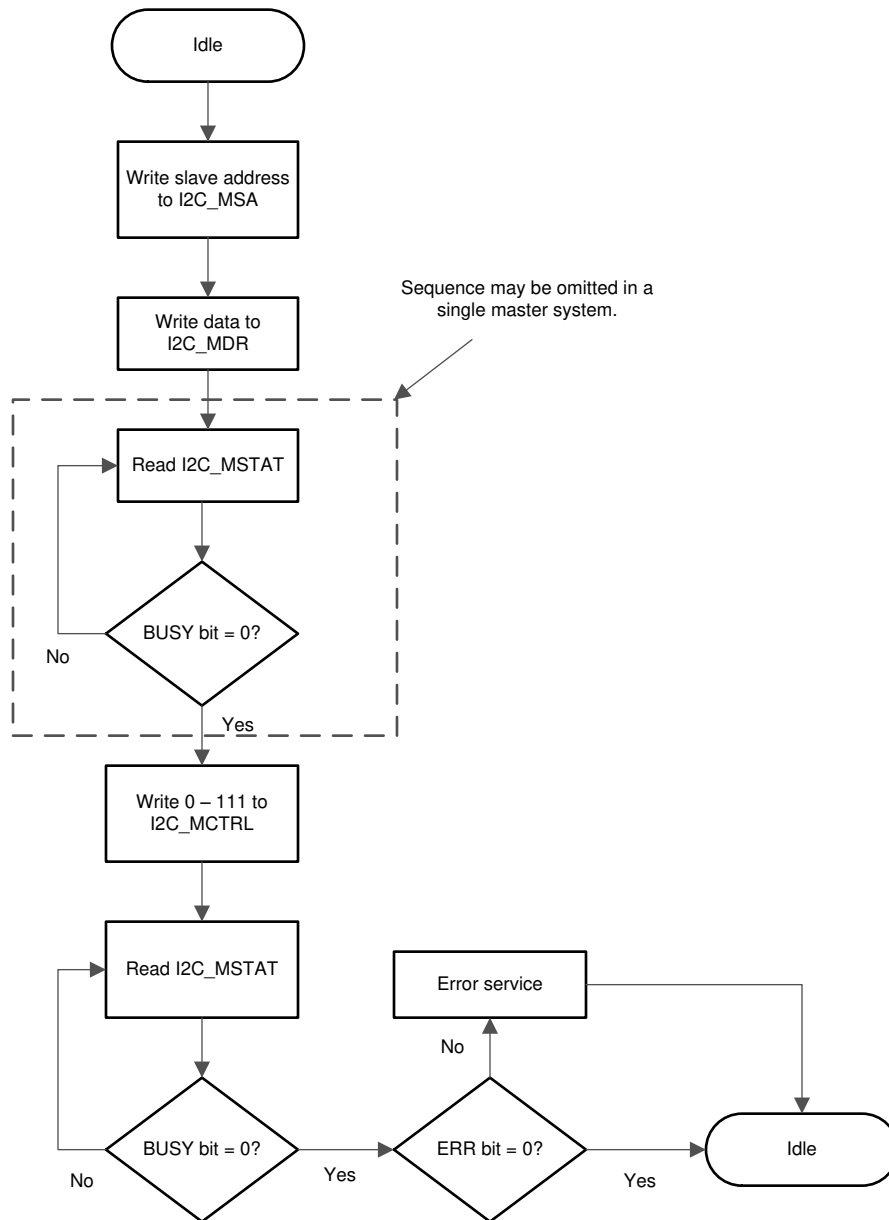 Idle
Write slave address
to I2C_MSA
Write data to
I2C_MDR
Sequence may be omitted in a
single master system.
Read I2C_MSTAT
BUSY bit = 0?
No
Yes
Write 0 – 111 to
I2C_MCTRL
Read I2C_MSTAT
Error service
No
BUSY bit = 0?
ERR bit = 0?
Idle
No
Yes
Yes